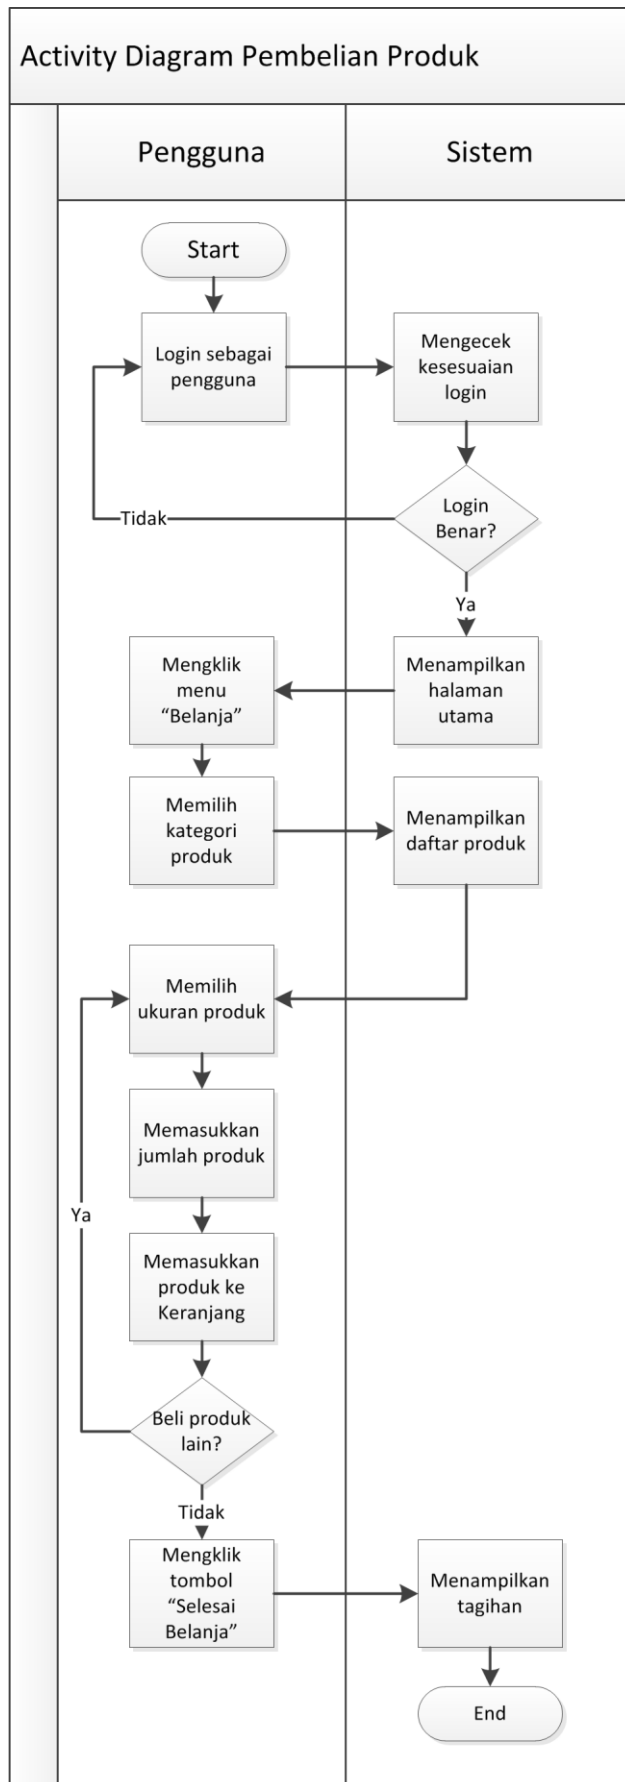 Activity Diagram Pembelian Produk
Pengguna
Sistem
Start
Login sebagai
pengguna
Mengecek
kesesuaian
login
Login
Benar?
Tidak
Ya
Menampilkan
halaman
utama
Mengklik
menu
“Belanja”
Memilih
kategori
produk
Menampilkan
daftar produk
Memilih
ukuran produk
Memasukkan
jumlah produk
Ya
Memasukkan
produk ke
Keranjang
Beli produk
lain?
Tidak
Mengklik
tombol
“Selesai
Belanja”
Menampilkan
tagihan
End